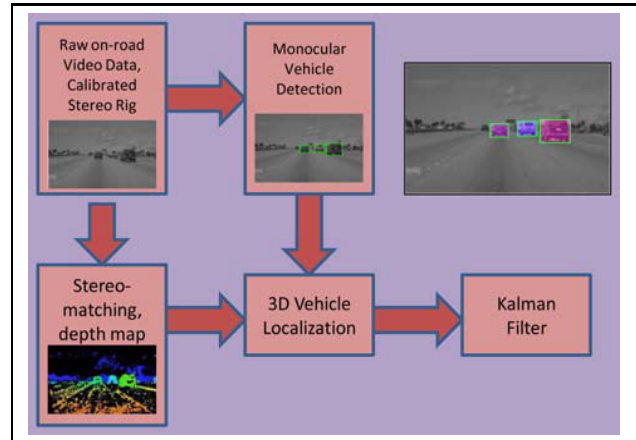 Raw on-road
Video Data,
Calibrated
Stereo Rig
Monocular
Vehicle
Detection
Stereo-
matching,
depth map
3D Vehicle
Localization
Kalman
Filter